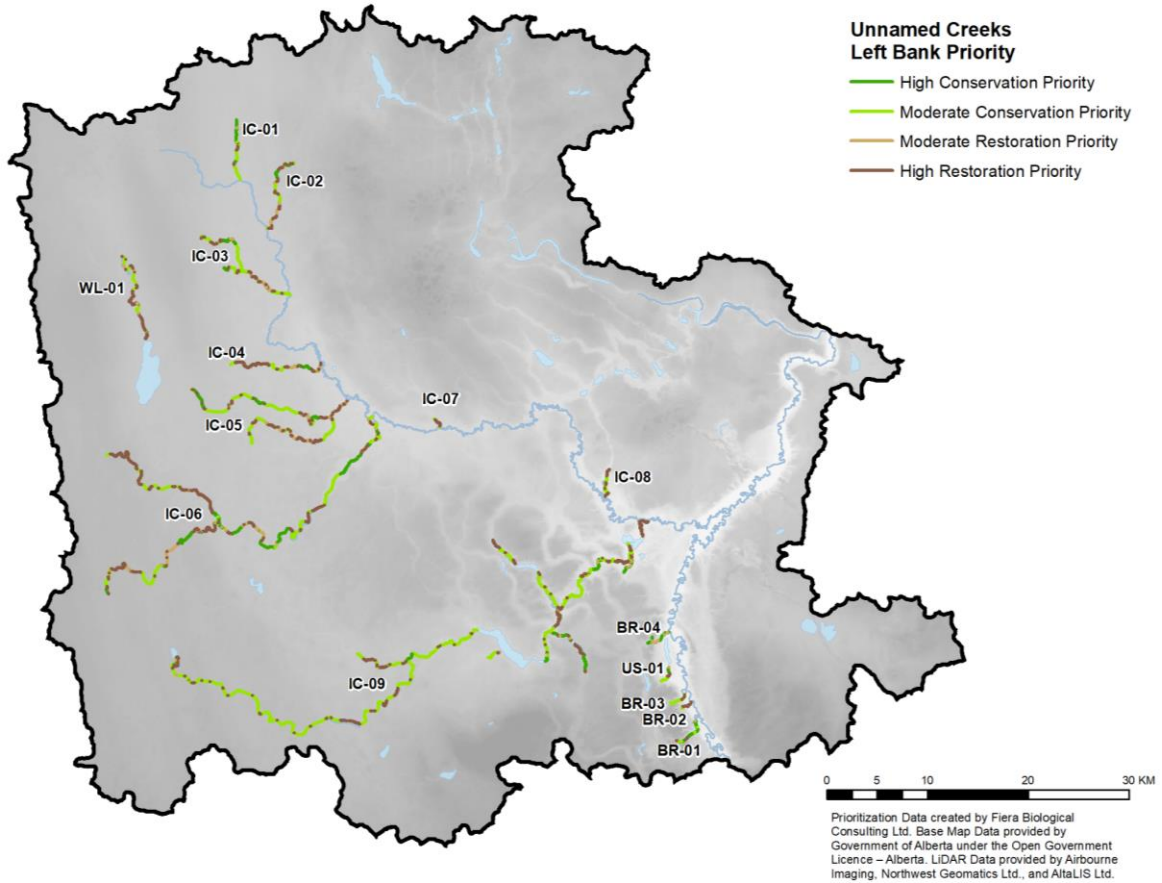 Unnamed Creeks
Left Bank Priority
High Conservation Priority
Moderate Conservation Priority
Moderate Restoration Priority
High Restoration Priority
IC-01
IC-02
IC-03
WL-01
IC-04
IC-07
IC-05
IC-08
IC-06
BR-04
US-01
IC-09
BR-03
BR-02
BR-01
0 5 10 20 30 KM
Prioritization Data created by Fiera Biological
Consulting Ltd. Base Map Data provided by
Government of Alberta under the Open Government
Licence – Alberta. LiDAR Data provided by Airbourne
Imaging, Northwest Geomatics Ltd., and AltaLIS Ltd.